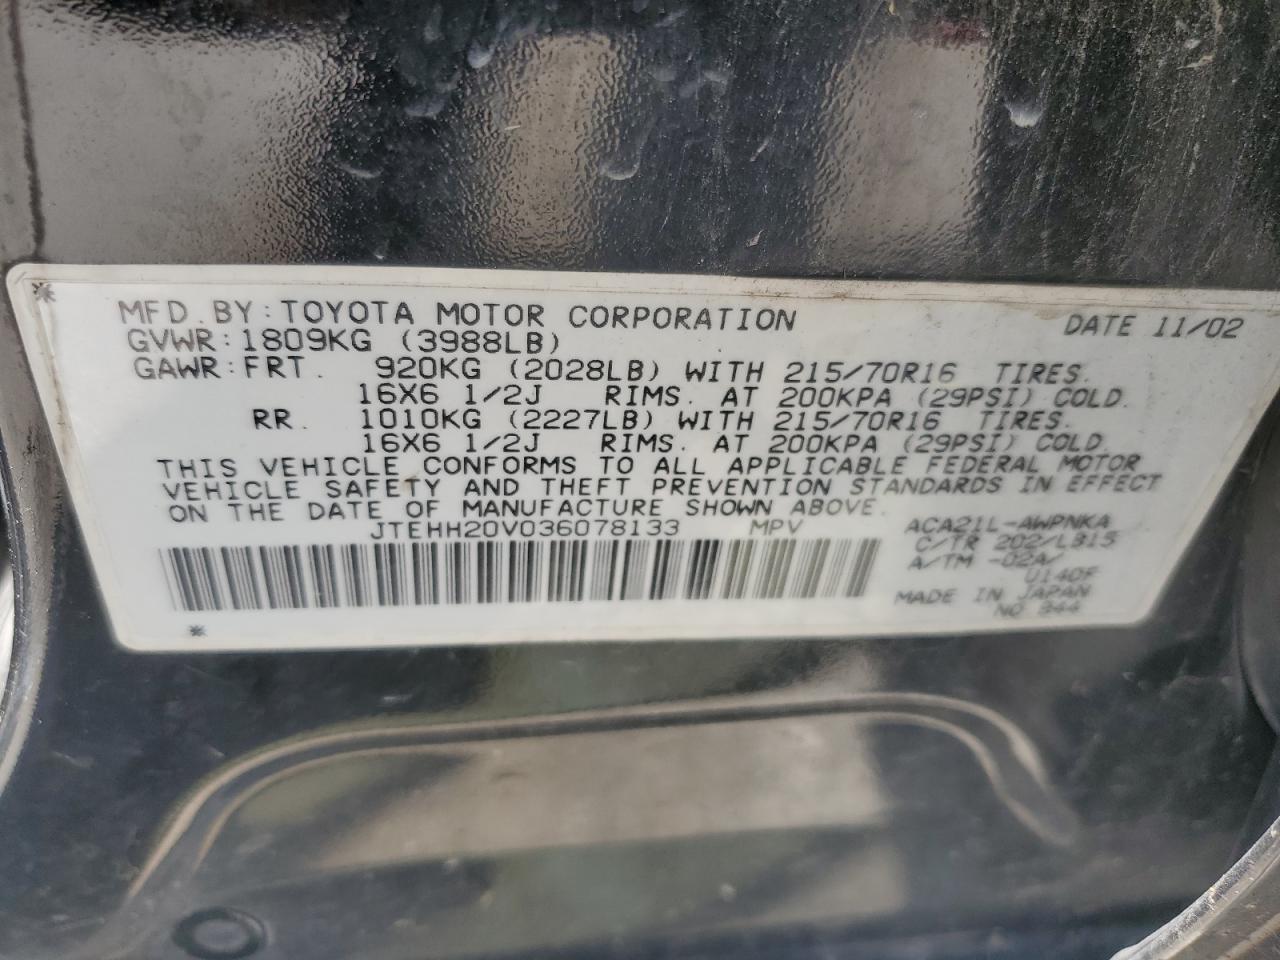 MFD. BY: TOYOTA MOTOR CORPORATION DATE 11/02
GVWR: 1809KG (3988LB)
GAWR: FRT. 920KG (2028LB) WITH 215/70R16 TIRES.
16X6 1/2J RIMS. AT 200KPA (29PSI) COLD.
RR. 1010KG (2227LB) WITH 215/70R16 TIRES.
16X6 1/2J RIMS. AT 200KPA (29PSI) COLD.
THIS VEHICLE CONFORMS TO ALL APPLICABLE FEDERAL MOTOR
VEHICLE SAFETY AND THEFT PREVENTION STANDARDS IN EFFECT
ON THE DATE OF MANUFACTURE SHOWN ABOVE.
JTEHH20V036078133 MPV ACA21L-AWPNKA
C/TR 202/LB15
A/TM -02A/
U140F
MADE IN JAPAN
NO 944